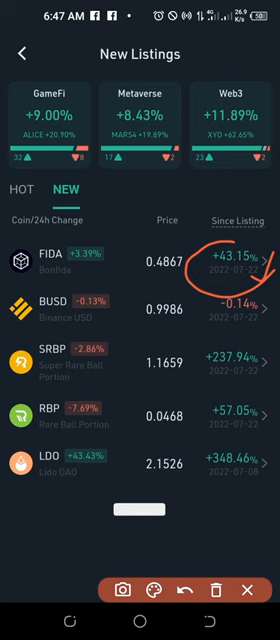 6:47 AM
4G
26.9
K/s
50
New Listings
GameFi
Metaverse
Web3
+9.00%
+8.43%
+11.89%
ALICE +20.90%
MARS4 +19.89%
XYO +62.65%
32 8
17 2
23 2
HOT NEW
Coin/24h Change Price Since Listing
FIDA +3.39% 0.4867 +43.15%
Bonfida 2022-07-22
BUSD -0.13% 0.9986 -0.14%
Binance USD 2022-07-22
SRBP -2.86% 1.1659 +237.94%
Super Rare Ball 2022-07-22
Portion
RBP -7.69% 0.0468 +57.05%
Rare Ball Portion 2022-07-22
LDO +43.43% 2.1526 +348.46%
Lido DAO 2022-07-08